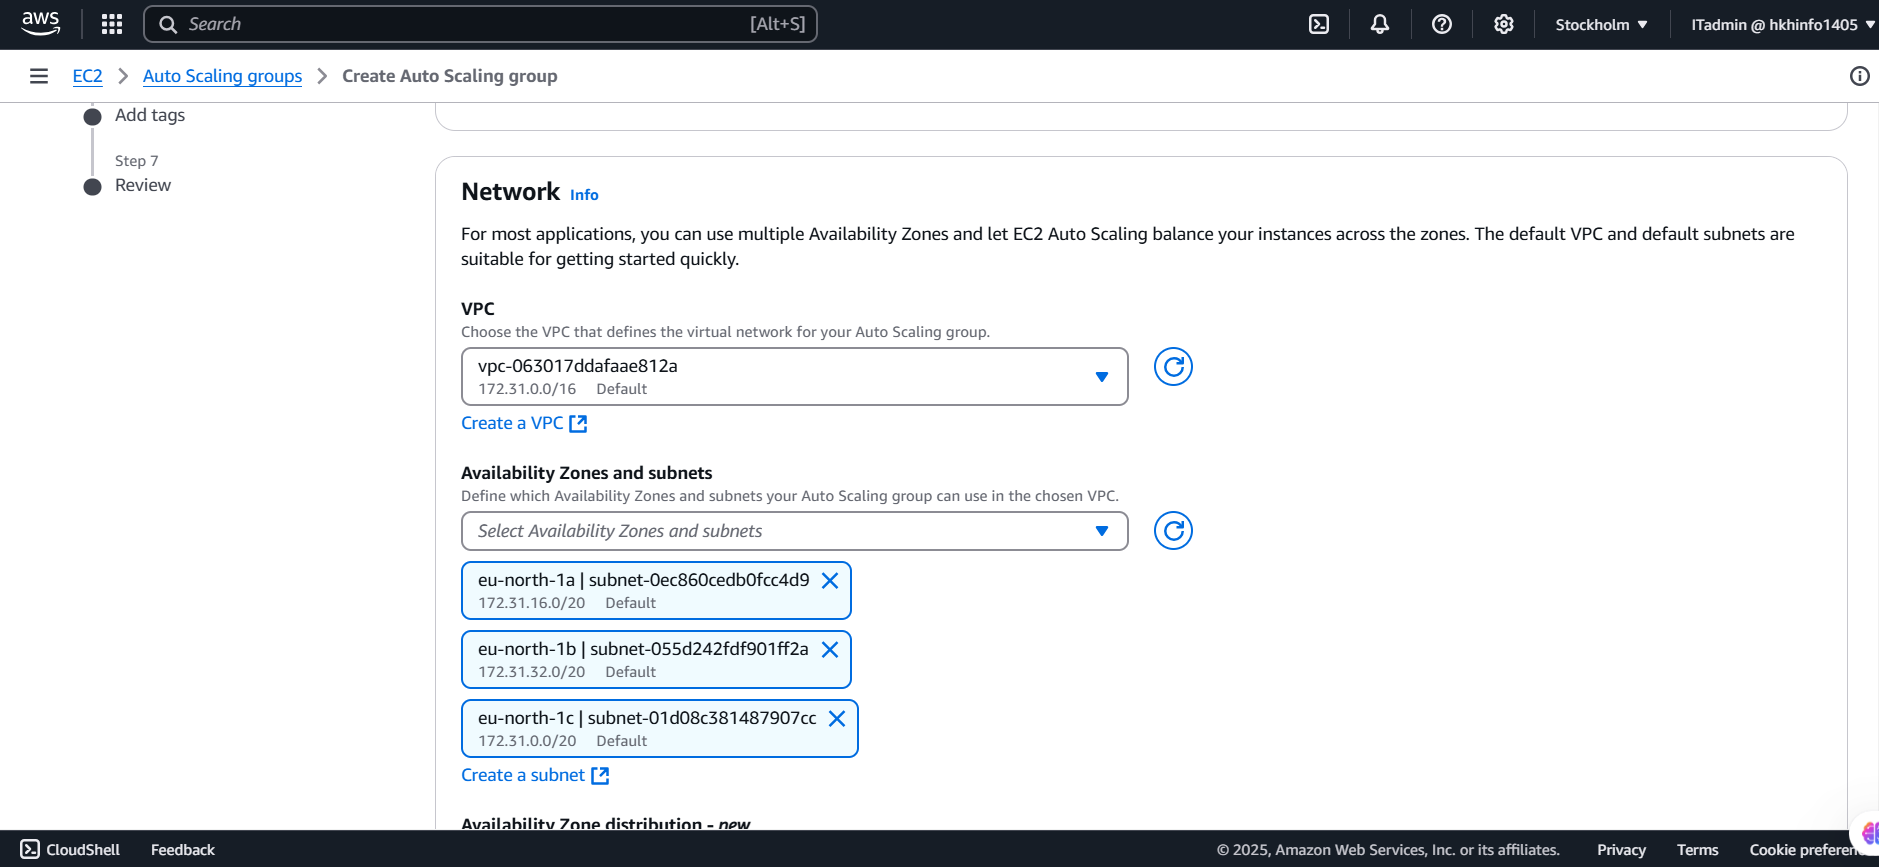 aws
Search
[Alt+S]
Stockholm ▼
ITadmin @ hkhinfo1405 ▼
EC2 > Auto Scaling groups > Create Auto Scaling group
Add tags
Step 7
Review
Network Info
For most applications, you can use multiple Availability Zones and let EC2 Auto Scaling balance your instances across the zones. The default VPC and default subnets are
suitable for getting started quickly.
VPC
Choose the VPC that defines the virtual network for your Auto Scaling group.
vpc-063017ddafaae812a
172.31.0.0/16 Default
Create a VPC
Availability Zones and subnets
Define which Availability Zones and subnets your Auto Scaling group can use in the chosen VPC.
Select Availability Zones and subnets
eu-north-1a | subnet-0ec860cedb0fcc4d9
172.31.16.0/20 Default
eu-north-1b | subnet-055d242fdf901ff2a
172.31.32.0/20 Default
eu-north-1c | subnet-01d08c381487907cc
172.31.0.0/20 Default
Create a subnet
Availability Zone distribution - new
CloudShell Feedback © 2025, Amazon Web Services, Inc. or its affiliates. Privacy Terms Cookie preferen